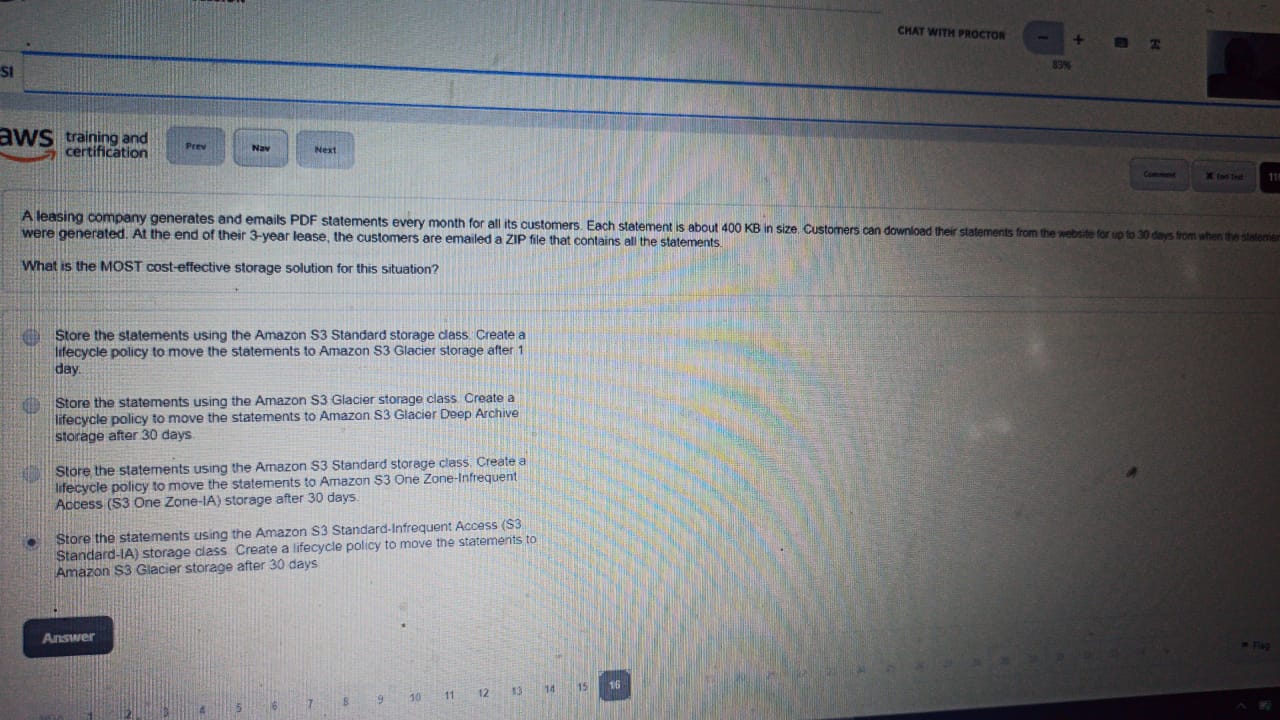 CHAT WITH PROCTOR
89%
SI
aws training and
certification
Prev
Nav
Next
Comment
End Test
A leasing company generates and emails PDF statements every month for all its customers. Each statement is about 400 KB in size. Customers can download their statements from the website for up to 30 days from when the
were generated. At the end of their 3-year lease, the customers are emailed a ZIP file that contains all the statements.
What is the MOST cost-effective storage solution for this situation?
Store the statements using the Amazon S3 Standard storage class. Create a
lifecycle policy to move the statements to Amazon S3 Glacier storage after 1
day.
Store the statements using the Amazon S3 Glacier storage class. Create a
lifecycle policy to move the statements to Amazon S3 Glacier Deep Archive
storage after 30 days.
Store the statements using the Amazon S3 Standard storage class. Create a
lifecycle policy to move the statements to Amazon S3 One Zone-Infrequent
Access (S3 One Zone-IA) storage after 30 days.
Store the statements using the Amazon S3 Standard-Infrequent Access (S3
Standard-IA) storage class. Create a lifecycle policy to move the statements to
Amazon S3 Glacier storage after 30 days.
Answer
Flag
1 2 3 4 5 6 7 8 9 10 11 12 13 14 15 16